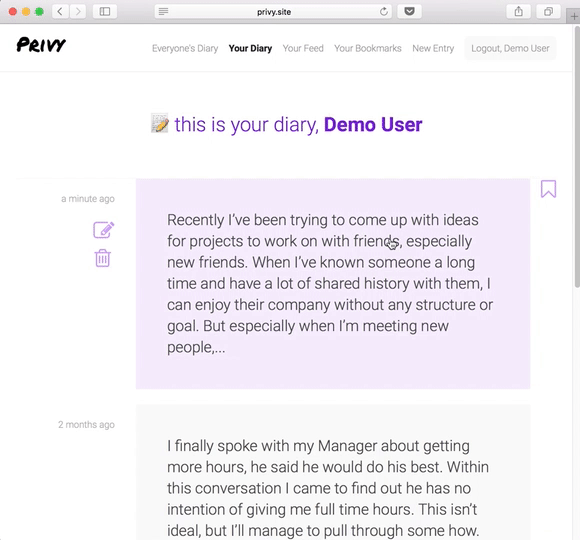 privy.site
PRIVY
Everyone's Diary Your Diary Your Feed Your Bookmarks New Entry Logout, Demo User
this is your diary, Demo User
a minute ago
Recently I've been trying to come up with ideas
for projects to work on with friends, especially
new friends. When I've known someone a long
time and have a lot of shared history with them, I
can enjoy their company without any structure or
goal. But especially when I'm meeting new
people,...
2 months ago
I finally spoke with my Manager about getting
more hours, he said he would do his best. Within
this conversation I came to find out he has no
intention of giving me full time hours. This isn't
ideal, but I'll manage to pull through some how.